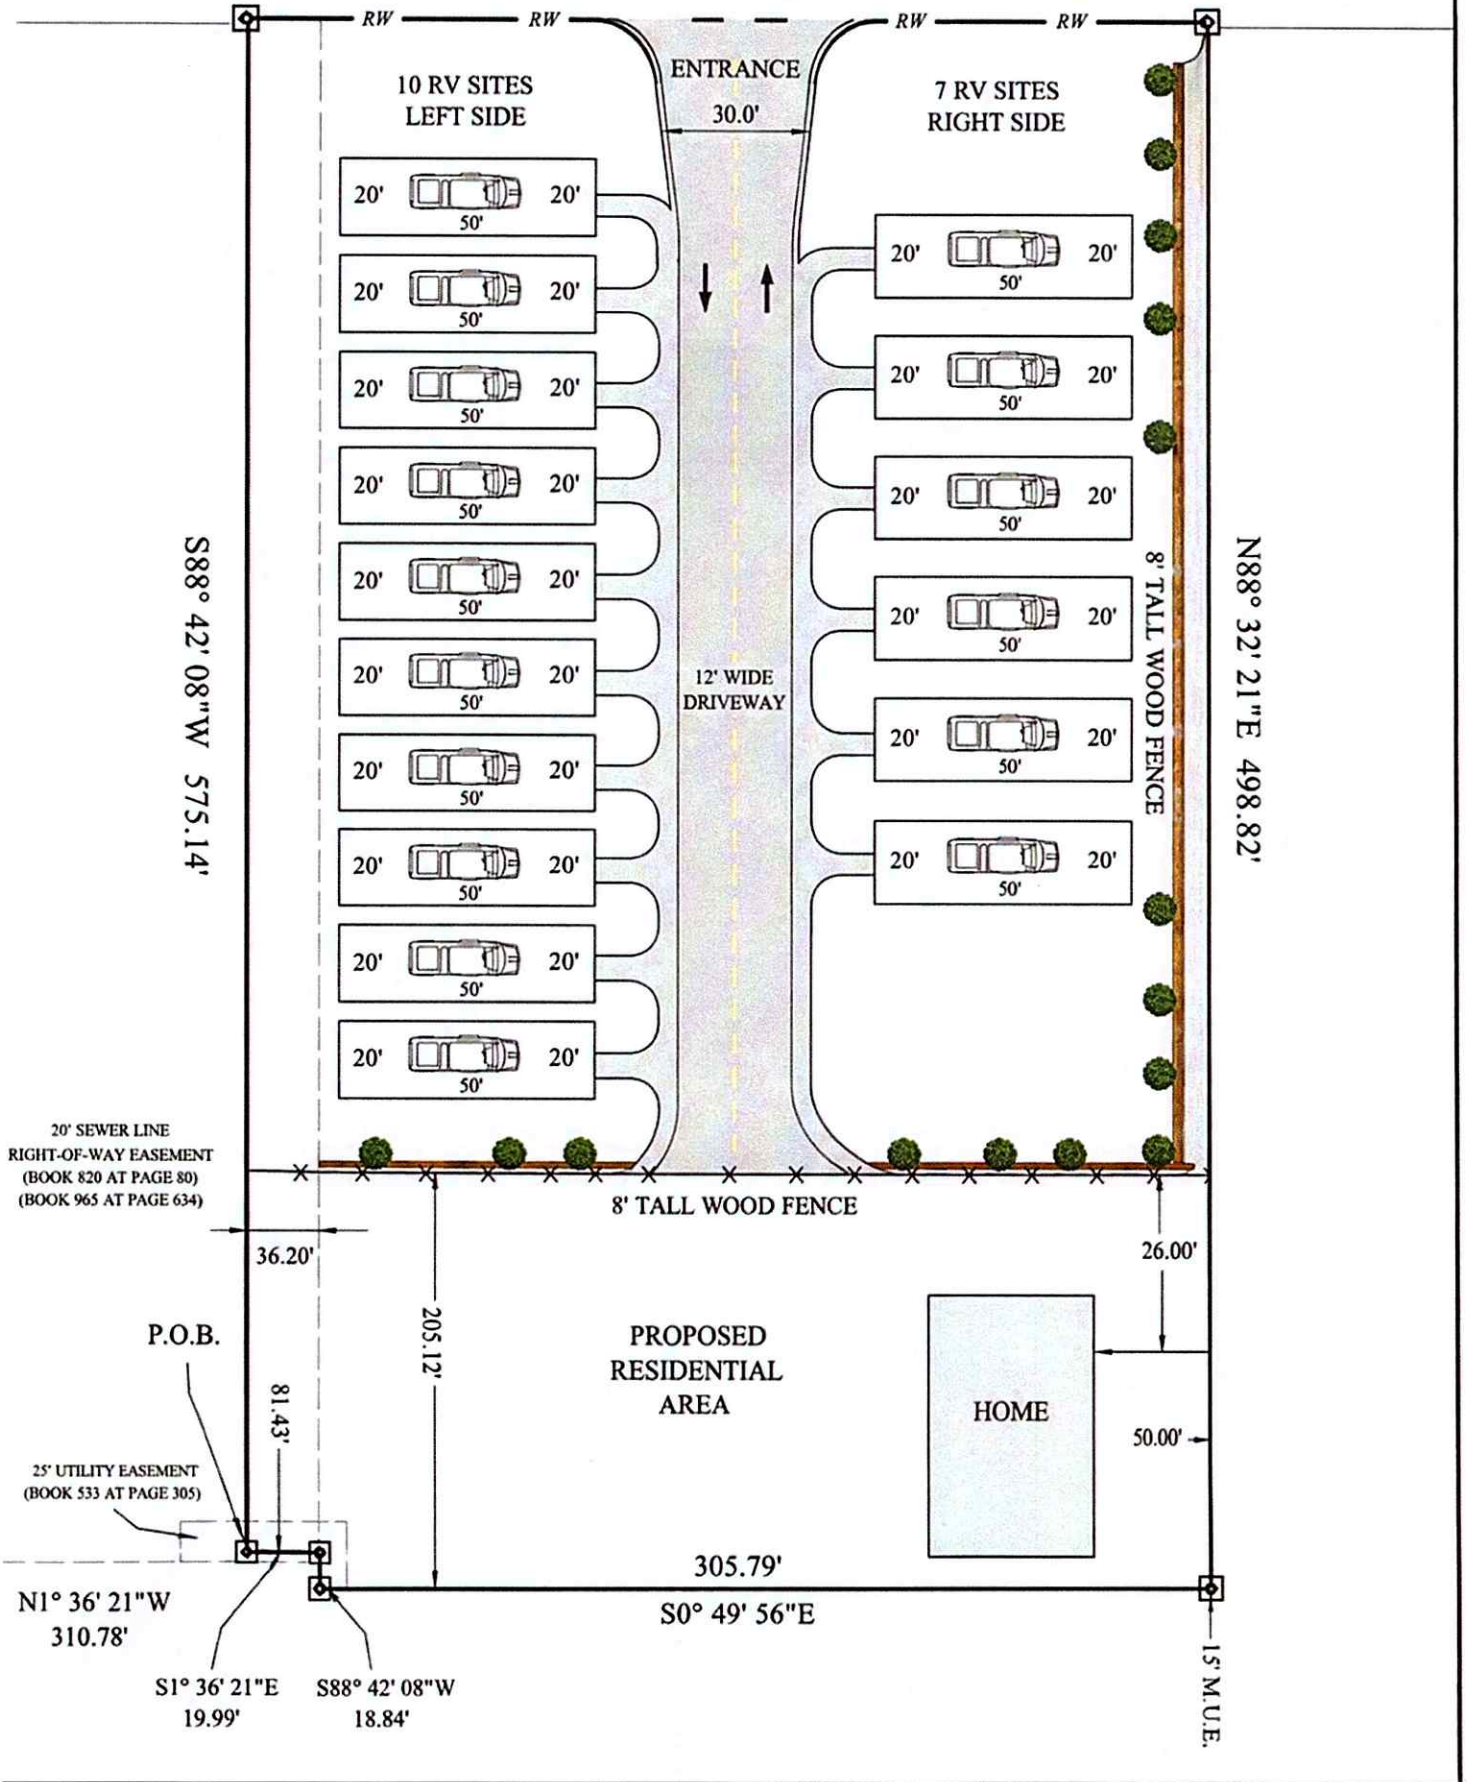 RW RW RW RW
ENTRANCE
30.0'
10 RV SITES
LEFT SIDE
7 RV SITES
RIGHT SIDE
20' 20'
50'
20' 20'
50'
20' 20'
50'
20' 20'
50'
20' 20'
50'
20' 20'
50'
20' 20'
50'
20' 20'
50'
20' 20'
50'
20' 20'
50'
20' 20'
50'
20' 20'
50'
20' 20'
50'
20' 20'
50'
20' 20'
50'
20' 20'
50'
12' WIDE
DRIVEWAY
8' TALL WOOD FENCE
S88° 42' 08"W 575.14'
N88° 32' 21"E 498.82'
20' SEWER LINE
RIGHT-OF-WAY EASEMENT
(BOOK 820 AT PAGE 80)
(BOOK 965 AT PAGE 634)
8' TALL WOOD FENCE
36.20'
26.00'
205.12'
P.O.B.
PROPOSED
RESIDENTIAL
AREA
HOME
81.43'
50.00'
25' UTILITY EASEMENT
(BOOK 533 AT PAGE 305)
305.79'
S0° 49' 56"E
N1° 36' 21"W
310.78'
S1° 36' 21"E
19.99'
S88° 42' 08"W
18.84'
15' M.U.E.